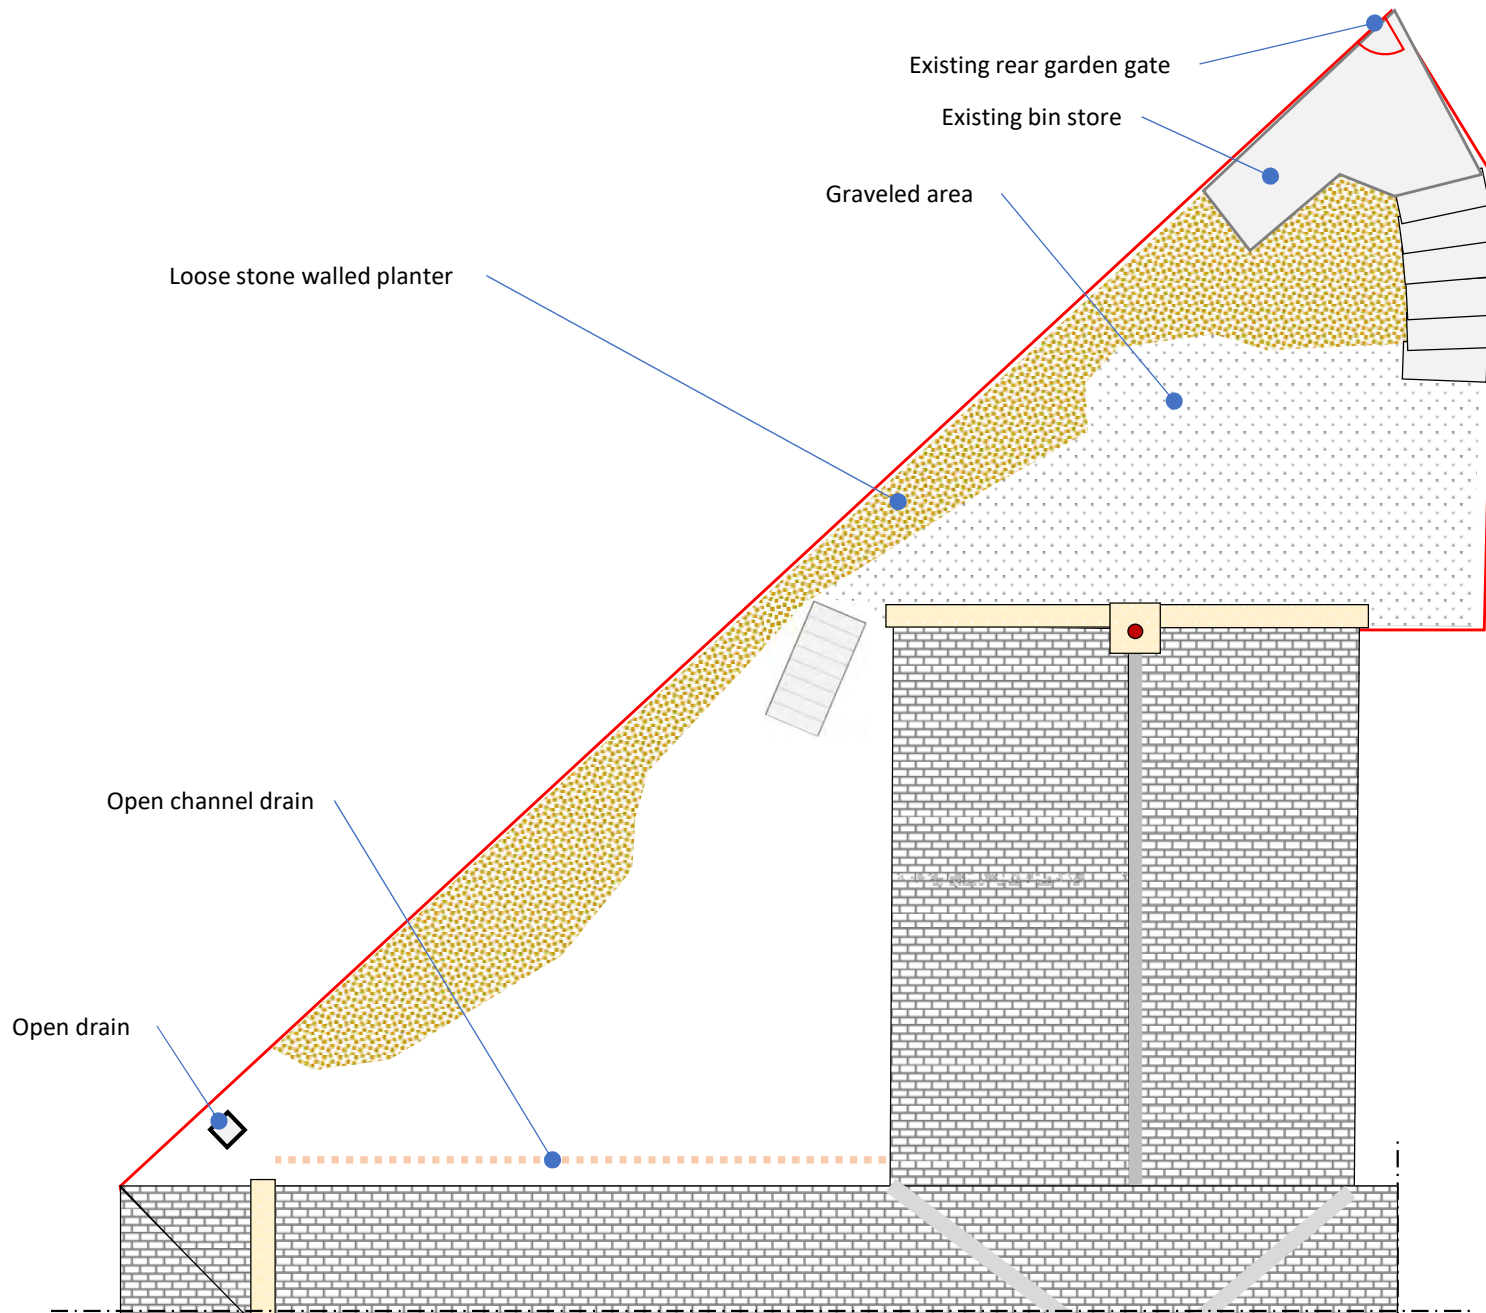 Existing rear garden gate
Existing bin store
Graveled area
Loose stone walled planter
Open channel drain
Open drain